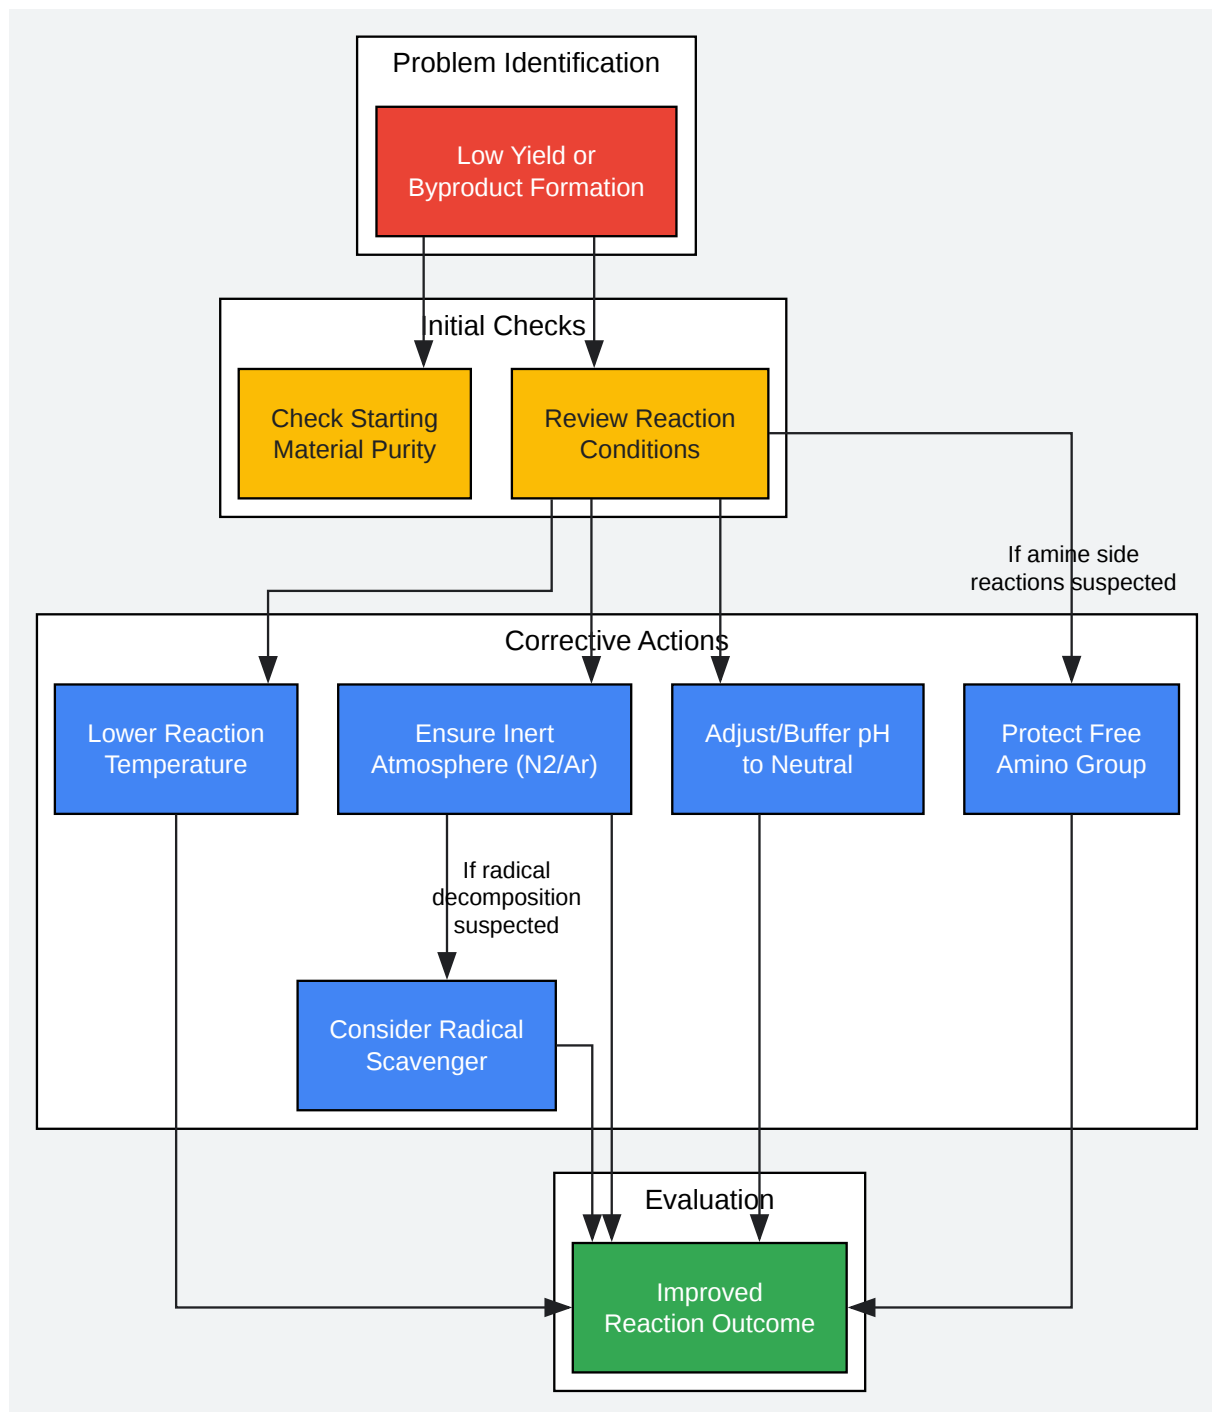 Problem Identification
Low Yield or
Byproduct Formation
Initial Checks
Check Starting
Material Purity
Review Reaction
Conditions
If amine side
reactions suspected
Corrective Actions
Lower Reaction
Temperature
Ensure Inert
Atmosphere (N2/Ar)
Adjust/Buffer pH
to Neutral
Protect Free
Amino Group
If radical
decomposition
suspected
Consider Radical
Scavenger
Evaluation
Improved
Reaction Outcome